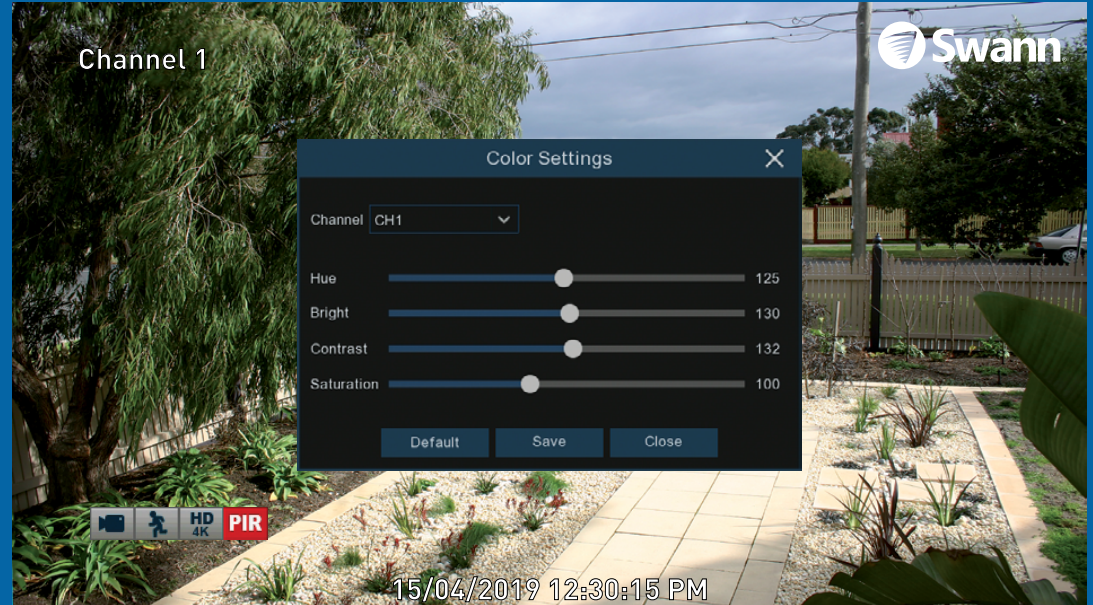 Channel 1
Swann
Color Settings
Channel CH1
Hue 125
Bright 130
Contrast 132
Saturation 100
Default Save Close
HD
4K
PIR
15/04/2019 12:30:15 PM